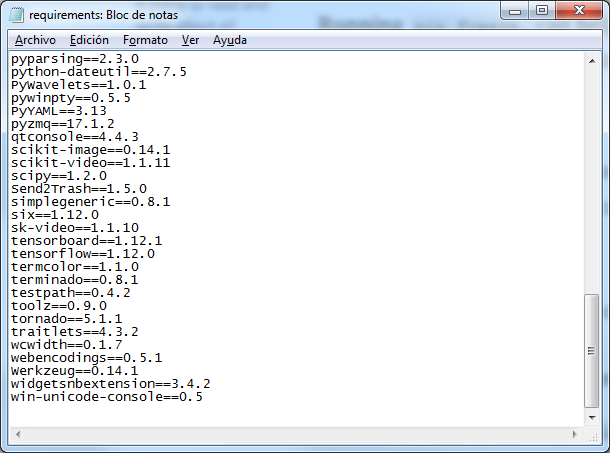 requirements: Bloc de notas
Archivo Edición Formato Ver Ayuda
pyparsing==2.3.0
python-dateutil==2.7.5
PyWavelets==1.0.1
pywinpty==0.5.5
PyYAML==3.13
pyzmq==17.1.2
qtconsole==4.4.3
scikit-image==0.14.1
scikit-video==1.1.11
scipy==1.2.0
Send2Trash==1.5.0
simplegeneric==0.8.1
six==1.12.0
sk-video==1.1.10
tensorboard==1.12.1
tensorflow==1.12.0
termcolor==1.1.0
terminado==0.8.1
testpath==0.4.2
toolz==0.9.0
tornado==5.1.1
traitlets==4.3.2
wcwidth==0.1.7
webencodings==0.5.1
Werkzeug==0.14.1
widgetsnbextension==3.4.2
win-unicode-console==0.5